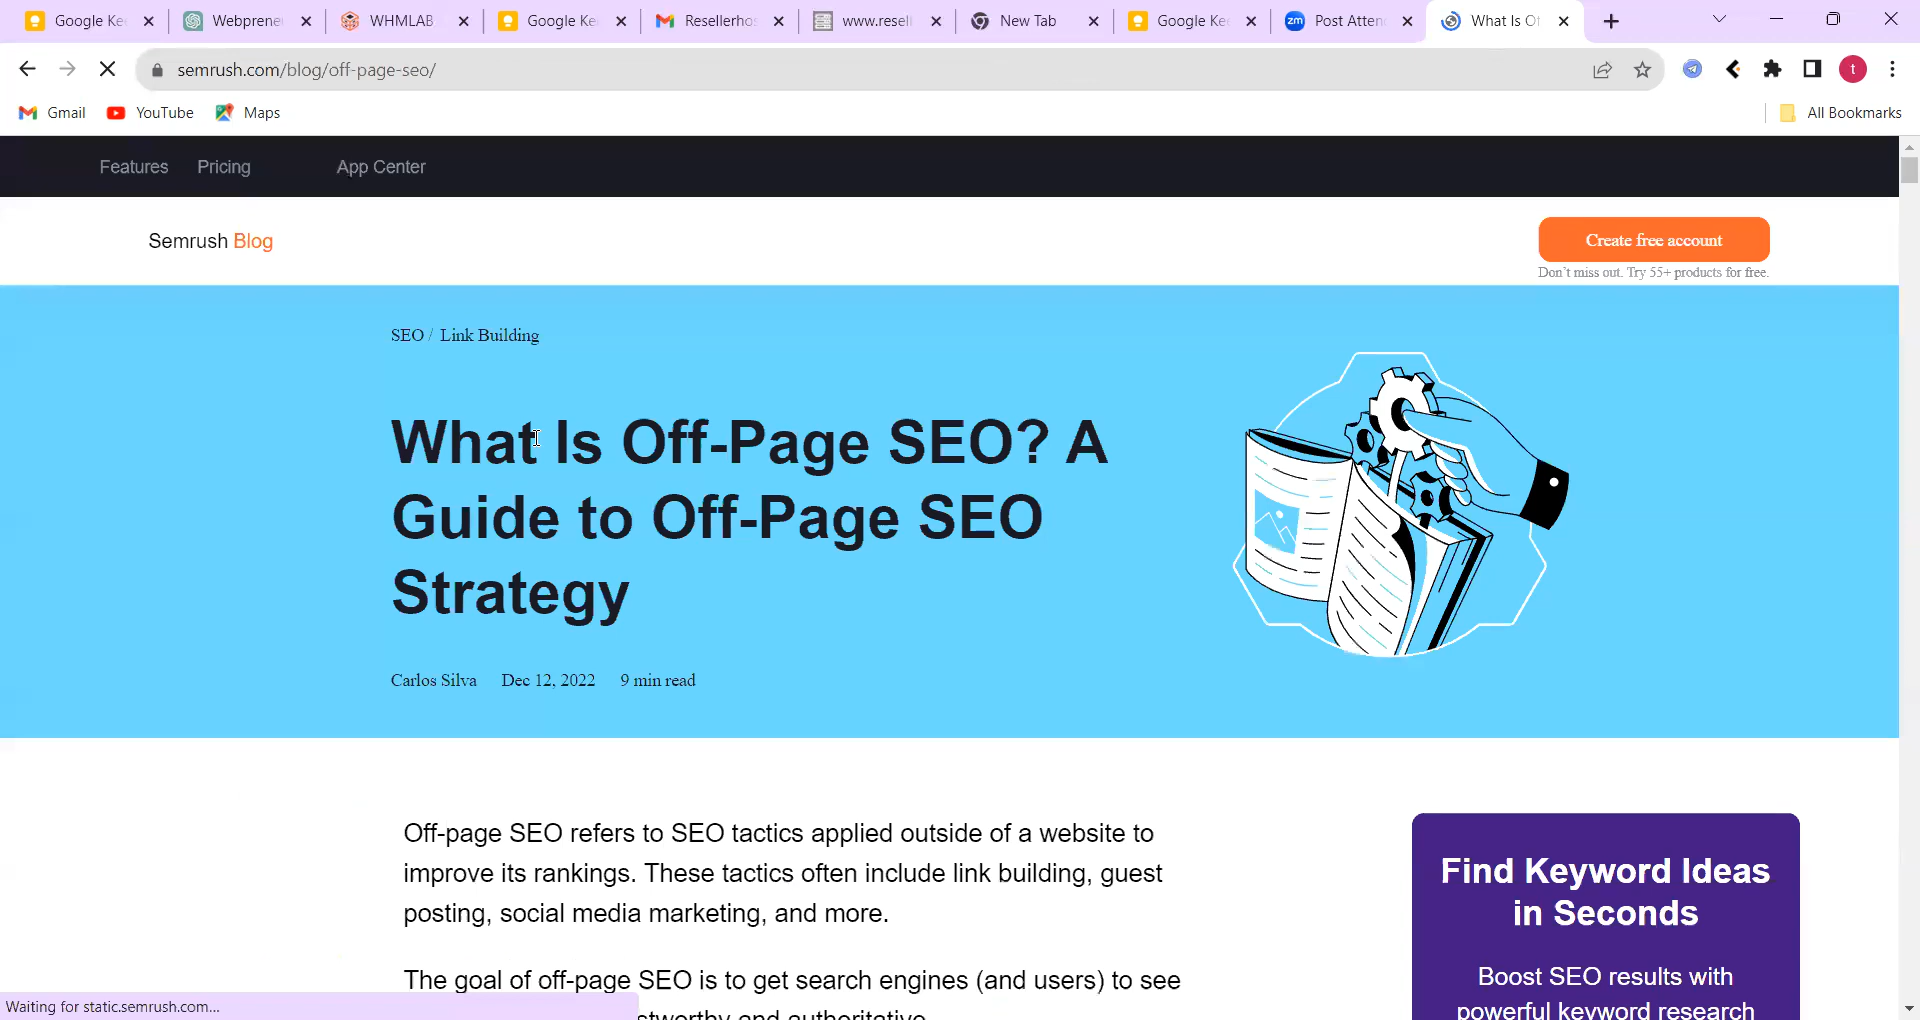 Google Ke
Webprene
WHMLAB
Google Ke
Resellerhos
www.resell
New Tab
Google Ke
zm
Post Atten
What Is Of
semrush.com/blog/off-page-seo/
t
Gmail
YouTube
Maps
All Bookmarks
Features
Pricing
App Center
Semrush Blog
Create free account
Don't miss out. Try 55+ products for free.
SEO / Link Building
What Is Off-Page SEO? A
Guide to Off-Page SEO
Strategy
Carlos Silva Dec 12, 2022 9 min read
Off-page SEO refers to SEO tactics applied outside of a website to
improve its rankings. These tactics often include link building, guest
posting, social media marketing, and more.
The goal of off-page SEO is to get search engines (and users) to see
stworthy and authoritative
Find Keyword Ideas
in Seconds
Boost SEO results with
powerful keyword research
Waiting for static.semrush.com...